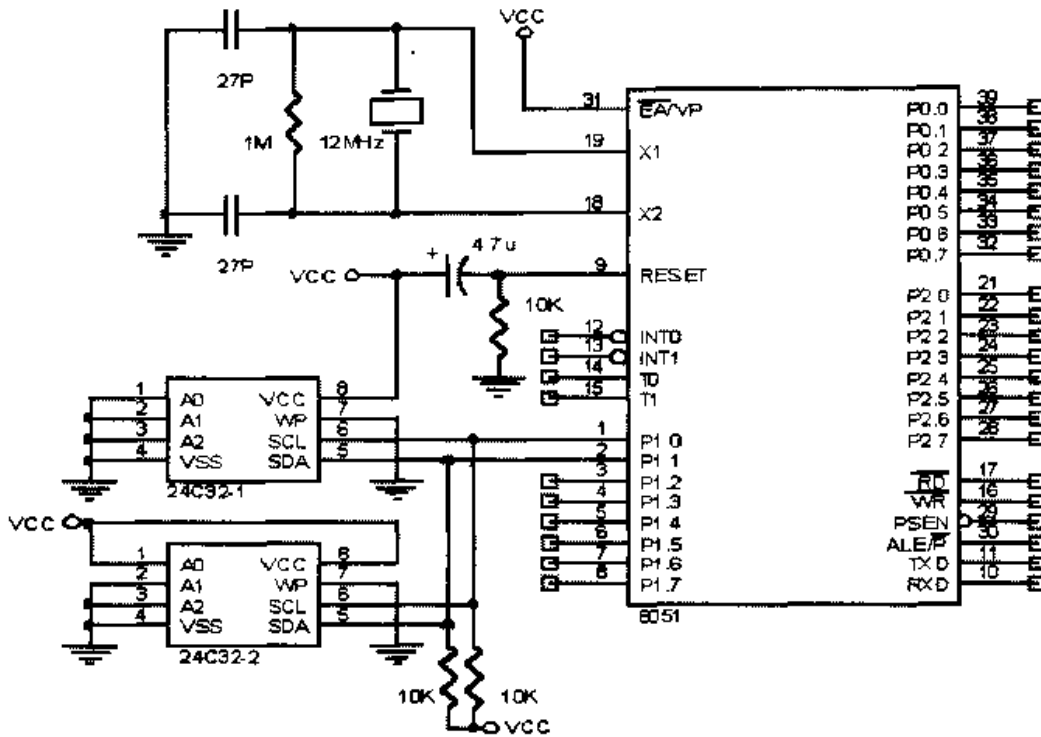 VCC
27P
1M
12MHz
27P
31
EA/VP
19
X1
18
X2
VCC
+
4.7u
9
RESET
10K
12
INT0
13
INT1
14
T0
15
T1
1
P1.0
2
P1.1
3
P1.2
4
P1.3
5
P1.4
6
P1.5
7
P1.6
8
P1.7
8051
P0.0
39
P0.1
38
P0.2
37
P0.3
36
P0.4
35
P0.5
34
P0.6
33
P0.7
32
P2.0
21
P2.1
22
P2.2
23
P2.3
24
P2.4
25
P2.5
26
P2.6
27
P2.7
28
RD
17
WR
16
PSEN
29
ALE/P
30
TXD
11
RXD
10
1
A0
VCC
8
2
A1
WP
7
3
A2
SCL
6
4
VSS
SDA
5
24C32-1
VCC
1
A0
VCC
8
2
A1
WP
7
3
A2
SCL
6
4
VSS
SDA
5
24C32-2
10K
10K
VCC